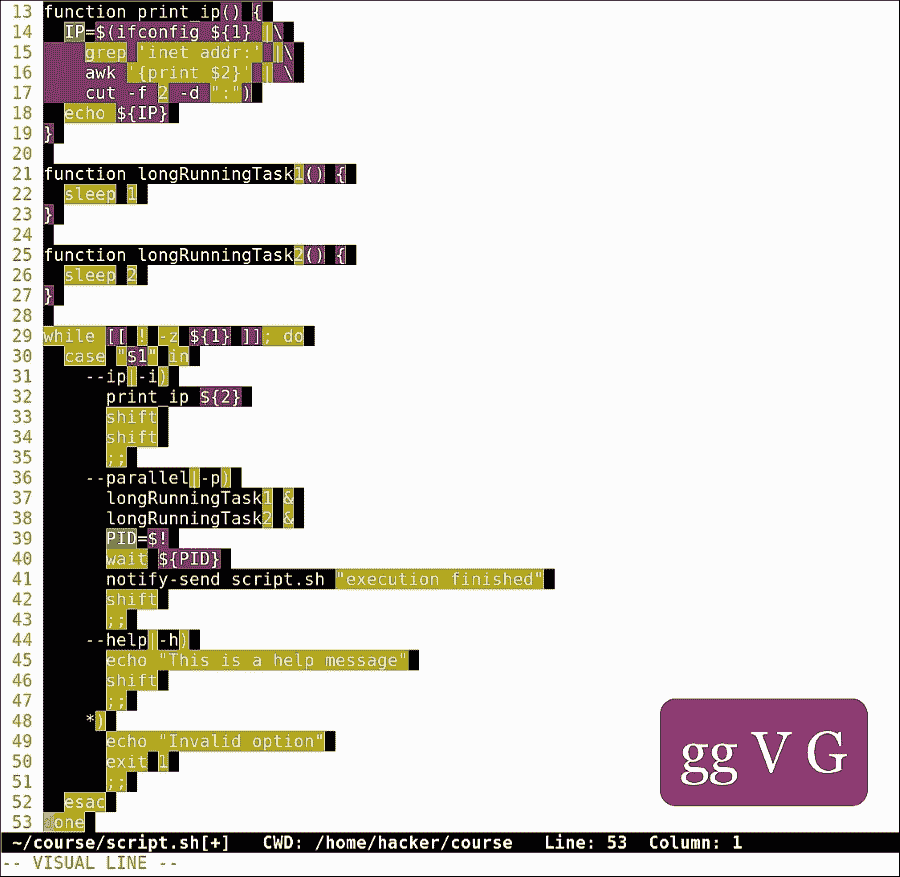 13 function print_ip() {
14   IP=$(ifconfig ${1} |\
15     grep 'inet addr:' |\
16     awk '{print $2}' | \
17     cut -f 2 -d ":")
18   echo ${IP}
19 }
20
21 function longRunningTask1() {
22   sleep 1
23 }
24
25 function longRunningTask2() {
26   sleep 2
27 }
28
29 while [[ ! -z ${1} ]]; do
30   case "$1" in
31     --ip|-i)
32       print_ip ${2}
33       shift
34       shift
35       ;;
36     --parallel|-p)
37       longRunningTask1 &
38       longRunningTask2 &
39       PID=$!
40       wait ${PID}
41       notify-send script.sh "execution finished"
42       shift
43       ;;
44     --help|-h)
45       echo "This is a help message"
46       shift
47       ;;
48     *)
49       echo "Invalid option"
50       exit 1
51       ;;
52   esac
53 done
gg V G
~/course/script.sh[+]   CWD: /home/hacker/course   Line: 53  Column: 1
-- VISUAL LINE --